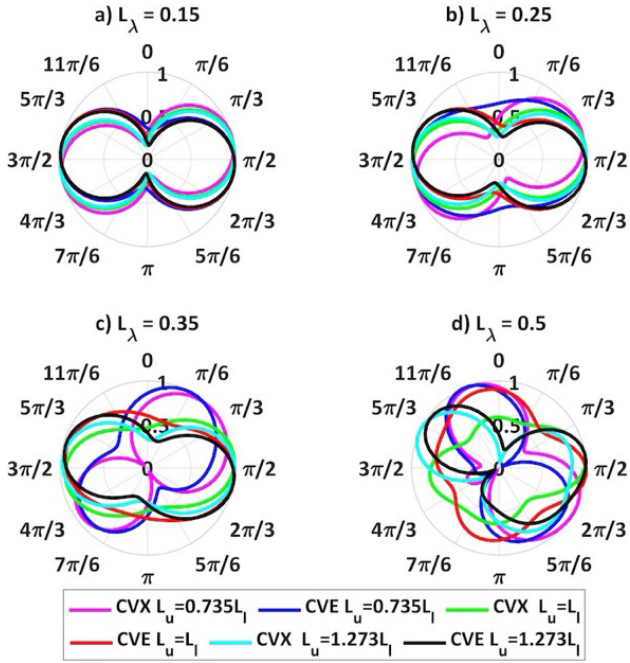 a) L_λ = 0.15
b) L_λ = 0.25
0
0
11π/6
π/6
11π/6
π/6
1
1
5π/3
π/3
5π/3
π/3
0.5
0.5
3π/2
0
π/2
3π/2
0
π/2
4π/3
2π/3
4π/3
2π/3
7π/6
5π/6
7π/6
5π/6
π
π
c) L_λ = 0.35
d) L_λ = 0.5
0
0
11π/6
π/6
11π/6
π/6
1
1
5π/3
π/3
5π/3
π/3
0.5
0.5
3π/2
0
π/2
3π/2
0
π/2
4π/3
2π/3
4π/3
2π/3
7π/6
5π/6
7π/6
5π/6
π
π
CVX L_u=0.735L_l CVE L_u=0.735L_l CVX L_u=L_l
CVE L_u=L_l CVX L_u=1.273L_l CVE L_u=1.273L_l